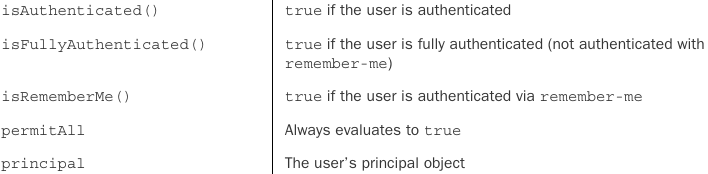 isAuthenticated() true if the user is authenticated
isFullyAuthenticated() true if the user is fully authenticated (not authenticated with
remember-me)
isRememberMe() true if the user is authenticated via remember-me
permitAll Always evaluates to true
principal The user's principal object